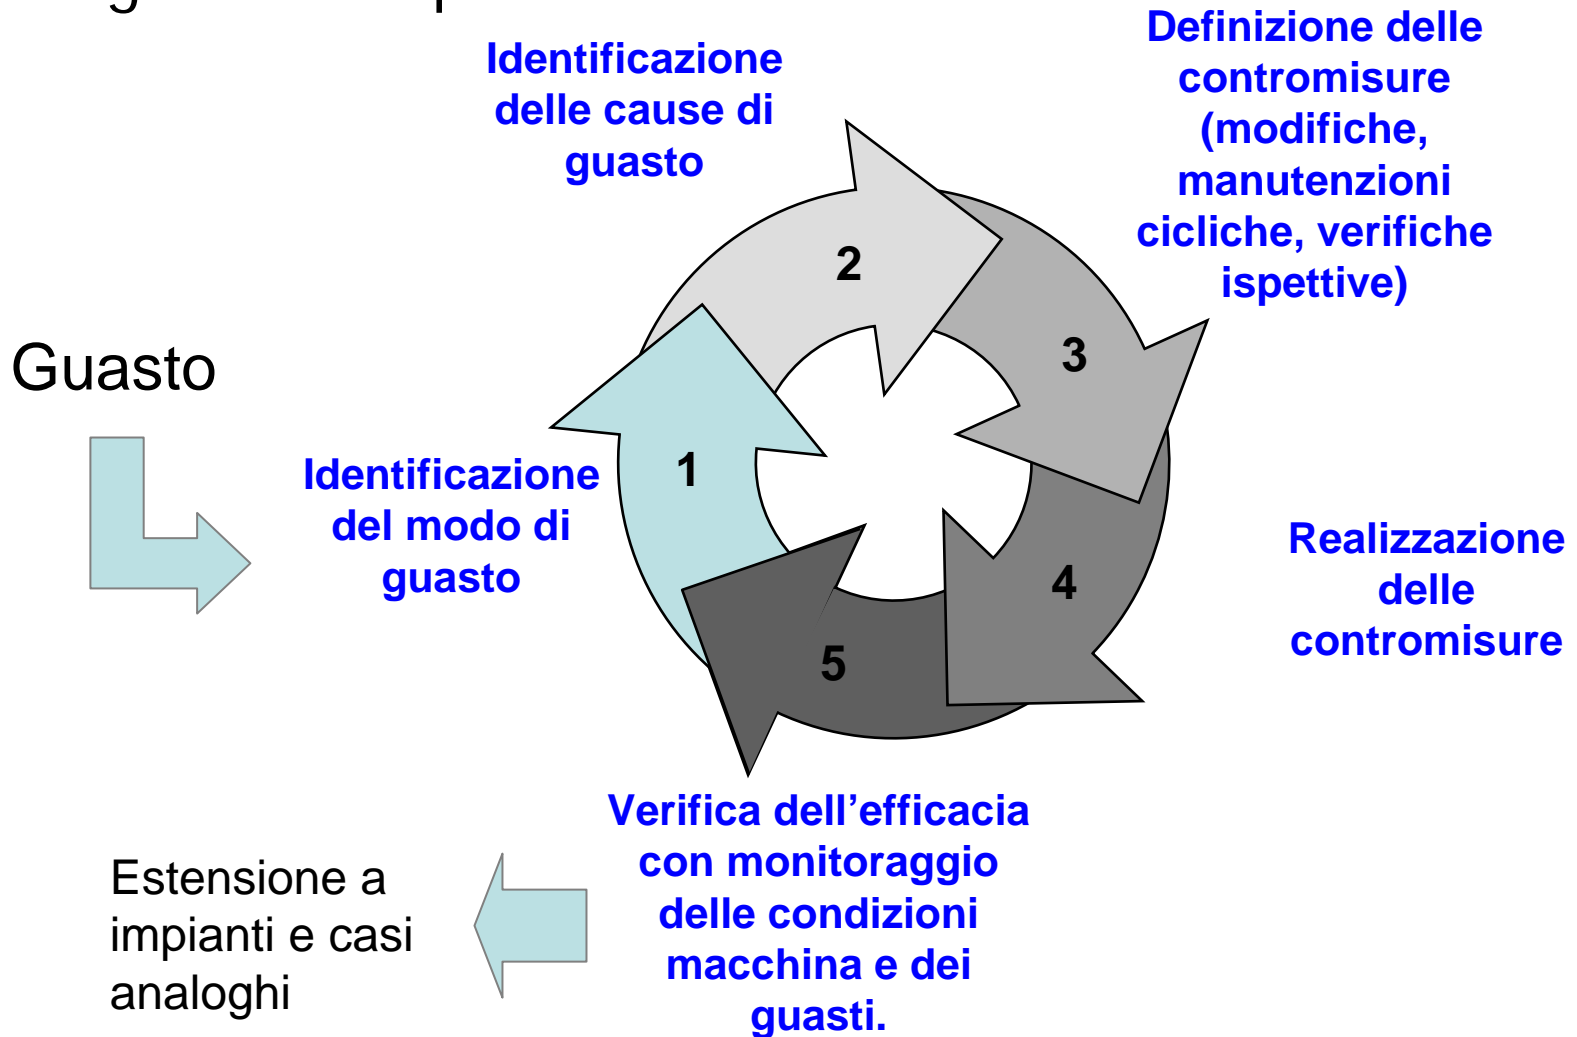 Identificazione
delle cause di
guasto
Definizione delle
contromisure
(modifiche,
manutenzioni
cicliche, verifiche
ispettive)
2
3
Guasto
1
Identificazione
del modo di
guasto
Realizzazione
delle
contromisure
4
5
Verifica dell’efficacia
con monitoraggio
delle condizioni
macchina e dei
guasti.
Estensione a
impianti e casi
analoghi